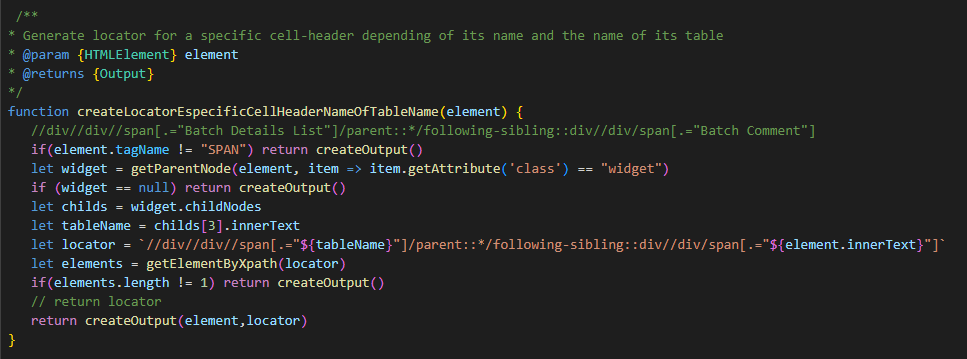 /**
* Generate locator for a specific cell-header depending of its name and the name of its table
* @param {HTMLElement} element
* @returns {Output}
*/
function createLocatorEspecificCellHeaderNameOfTableName(element) {
//div//div//span[.="Batch Details List"]/parent::*/following-sibling::div//div/span[.="Batch Comment"]
if(element.tagName != "SPAN") return createOutput()
let widget = getParentNode(element, item => item.getAttribute('class') == "widget")
if (widget == null) return createOutput()
let childs = widget.childNodes
let tableName = childs[3].innerText
let locator = `//div//div//span[.="${tableName}"]/parent::*/following-sibling::div//div/span[.="${element.innerText}"]`
let elements = getElementByXpath(locator)
if(elements.length != 1) return createOutput()
// return locator
return createOutput(element,locator)
}